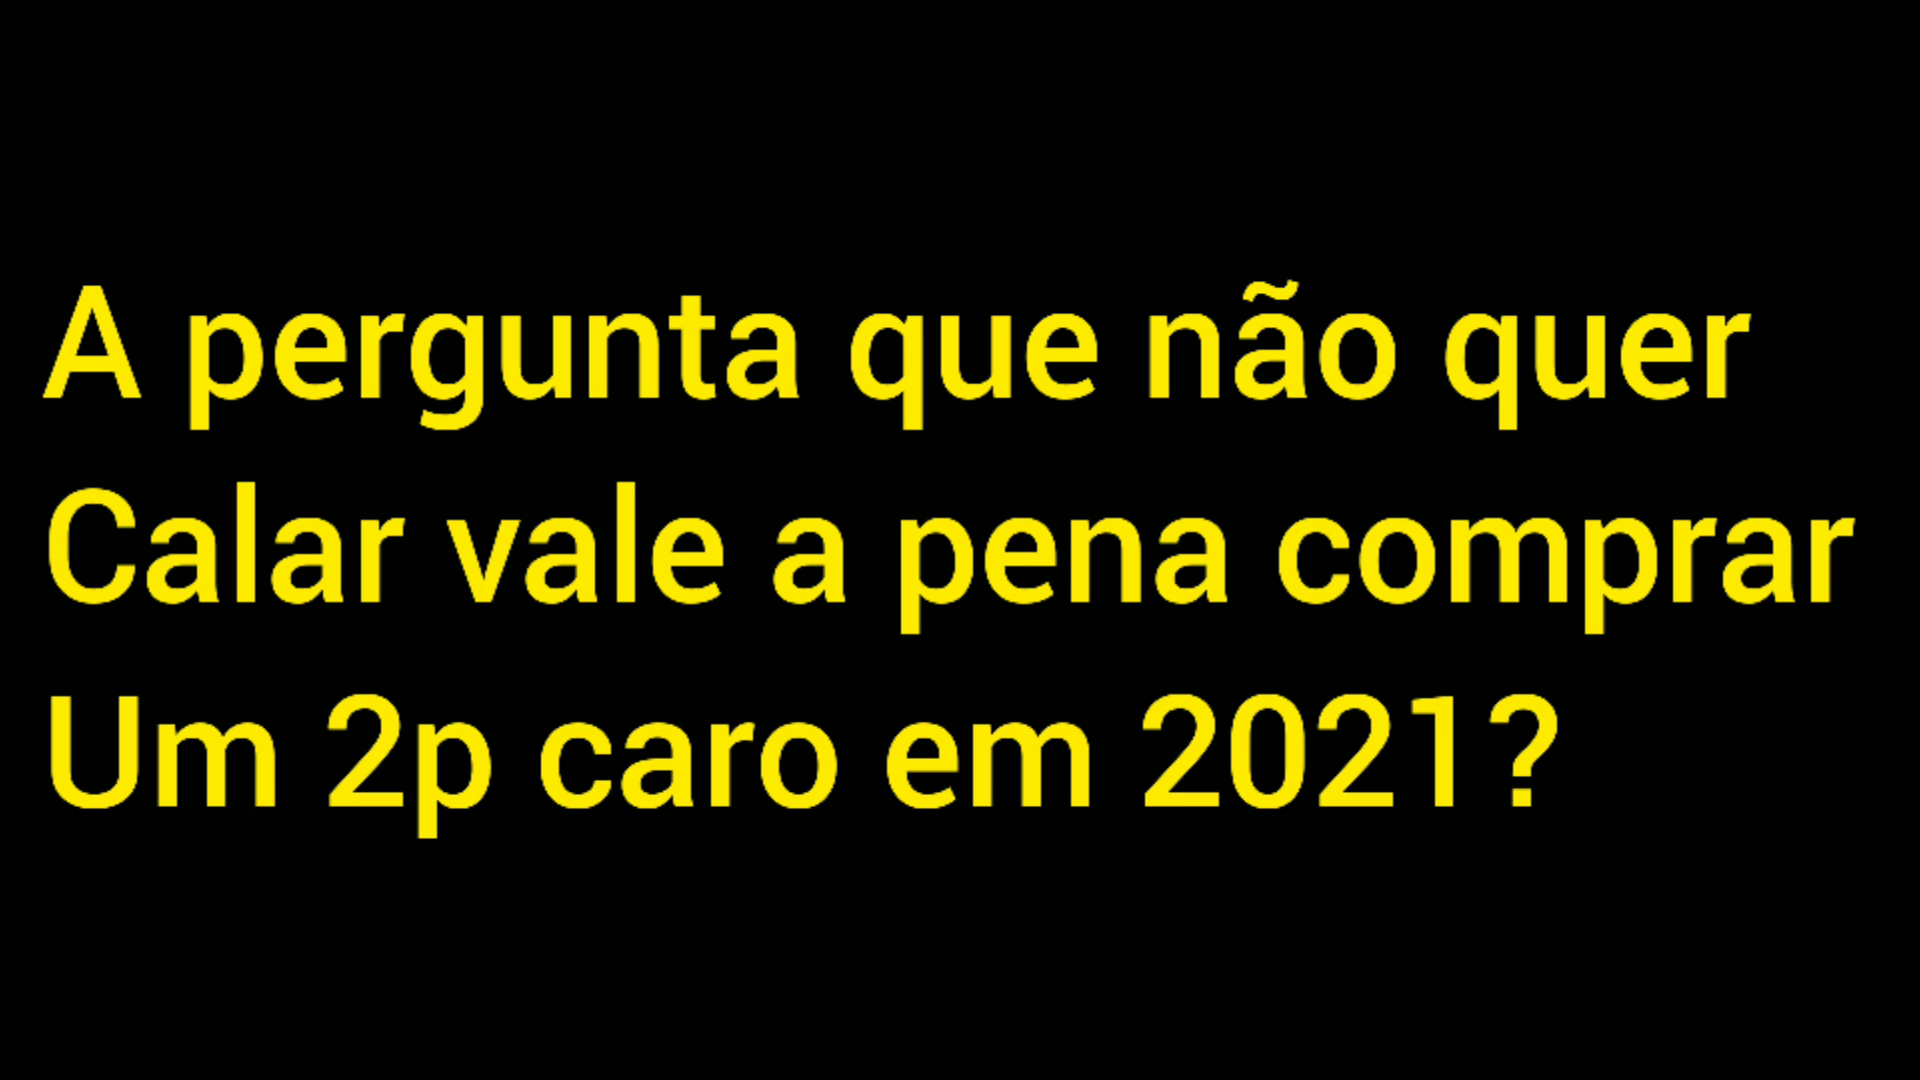 A pergunta que não quer
Calar vale a pena comprar
Um 2p caro em 2021?